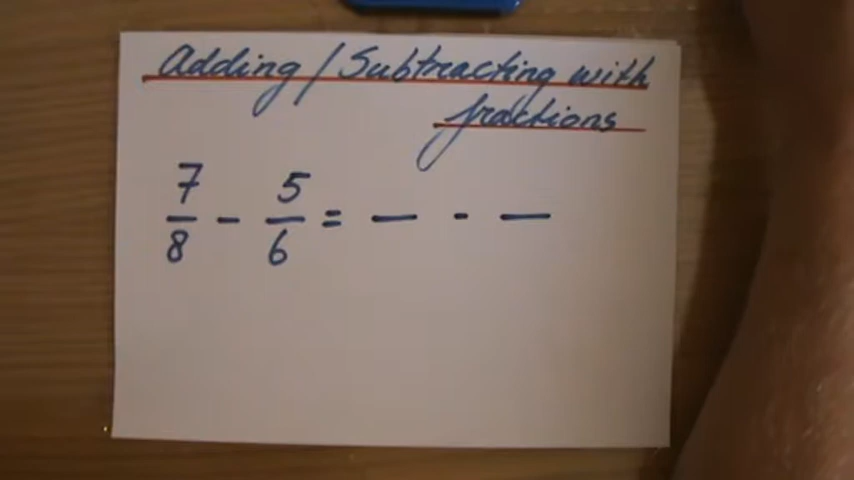 Adding / Subtracting with
fractions
7/8 - 5/6 = — - —